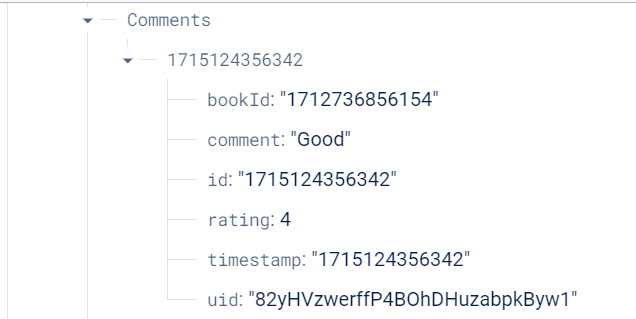 Comments
1715124356342
bookId: "1712736856154"
comment: "Good"
id: "1715124356342"
rating: 4
timestamp: "1715124356342"
uid: "82yHVzwerffP4BOhDHuzabpkByw1"